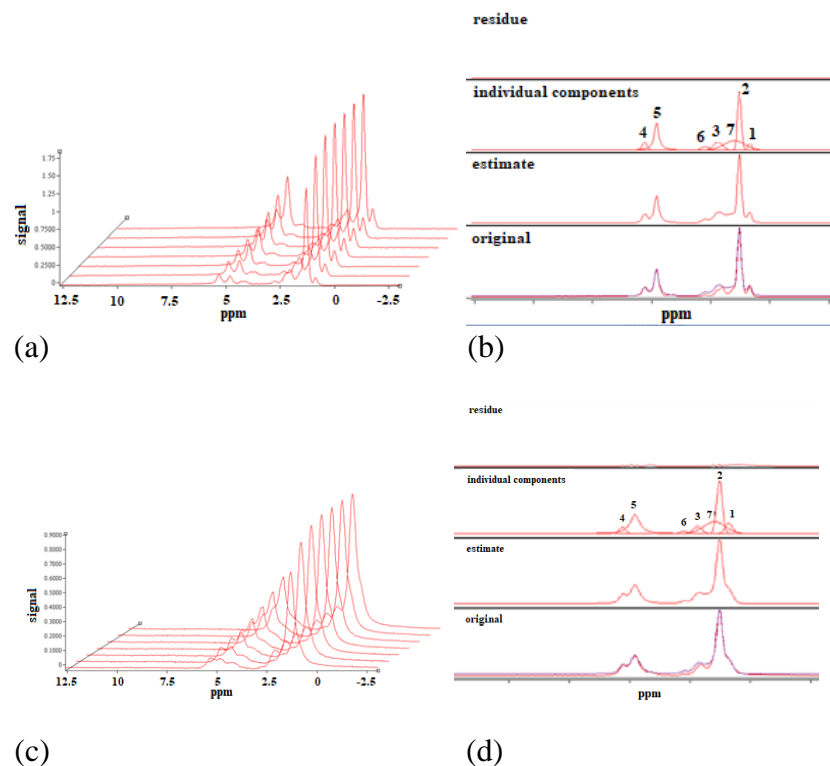 residue
individual components
2
5
4
6
3
7
1
estimate
original
ppm
signal
1.75
1.50
1.25
1
0.7500
0.5000
0.2500
0
12.5
10
7.5
5
2.5
0
-2.5
ppm
(a)
(b)
residue
individual components
2
5
4
6
3
7
1
estimate
original
ppm
signal
0.9000
0.8000
0.7000
0.6000
0.5000
0.4000
0.3000
0.2000
0.1000
0
12.5
10
7.5
5
2.5
0
-2.5
ppm
(c)
(d)